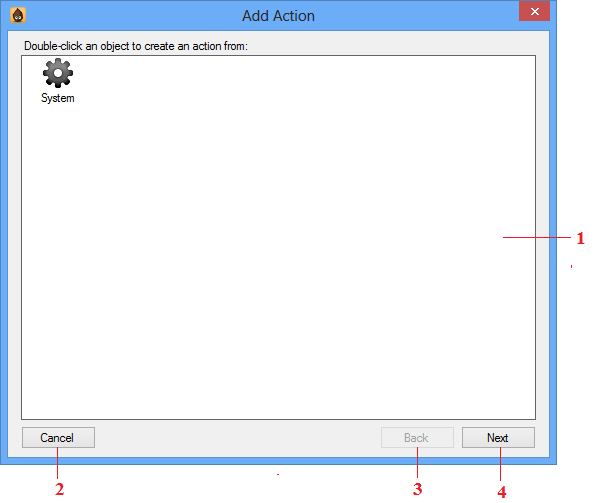 Add Action
Double-click an object to create an action from:
System
1
Cancel
Back
Next
2
3
4